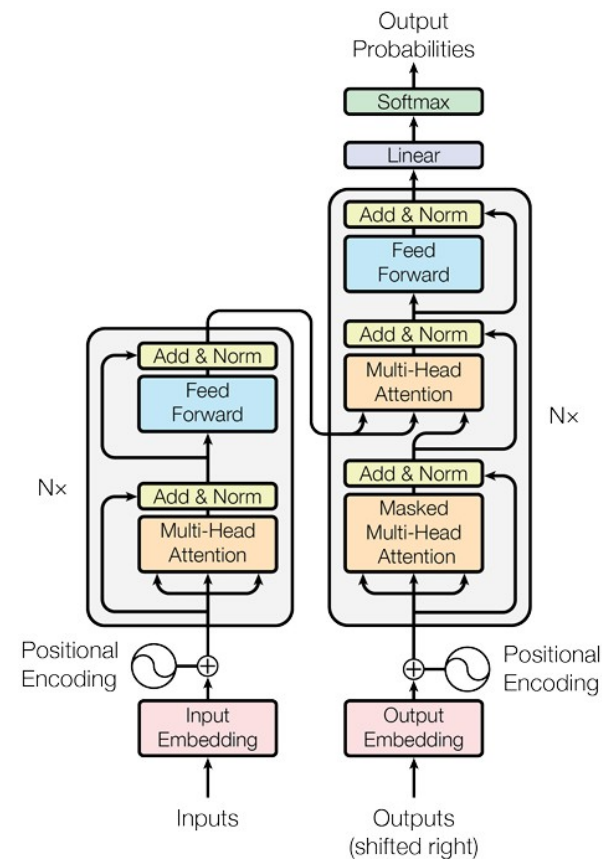 Output
Probabilities
Softmax
Linear
Add & Norm
Feed
Forward
Add & Norm
Multi-Head
Attention
Nx
Add & Norm
Masked
Multi-Head
Attention
Add & Norm
Feed
Forward
Nx
Add & Norm
Multi-Head
Attention
Positional
Encoding
Positional
Encoding
Input
Embedding
Output
Embedding
Inputs
Outputs
(shifted right)